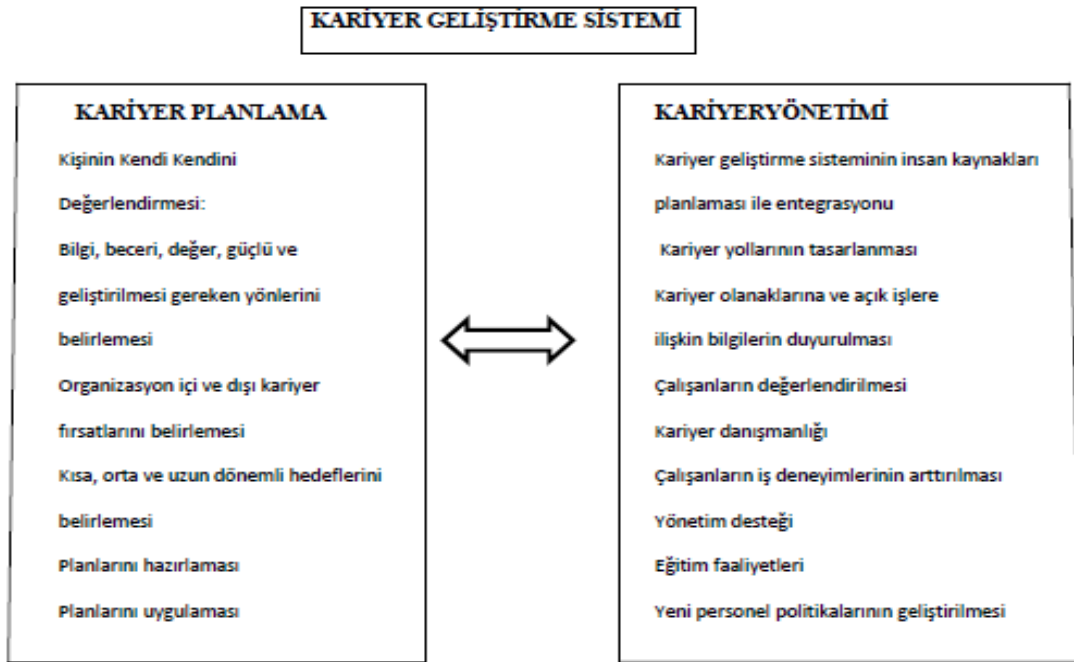 KARİYER GELİŞTİRME SİSTEMİ
KARİYER PLANLAMA
Kişinin Kendi Kendini
Değerlendirmesi:
Bilgi, beceri, değer, güçlü ve
geliştirilmesi gereken yönlerini
belirlemesi
Organizasyon içi ve dışı kariyer
fırsatlarını belirlemesi
Kısa, orta ve uzun dönemli hedeflerini
belirlemesi
Planlarını hazırlaması
Planlarını uygulaması
KARİYERYÖNETİMİ
Kariyer geliştirme sisteminin insan kaynakları
planlaması ile entegrasyonu
Kariyer yollarının tasarlanması
Kariyer olanaklarına ve açık işlere
ilişkin bilgilerin duyurulması
Çalışanların değerlendirilmesi
Kariyer danışmanlığı
Çalışanların iş deneyimlerinin arttırılması
Yönetim desteği
Eğitim faaliyetleri
Yeni personel politikalarının geliştirilmesi